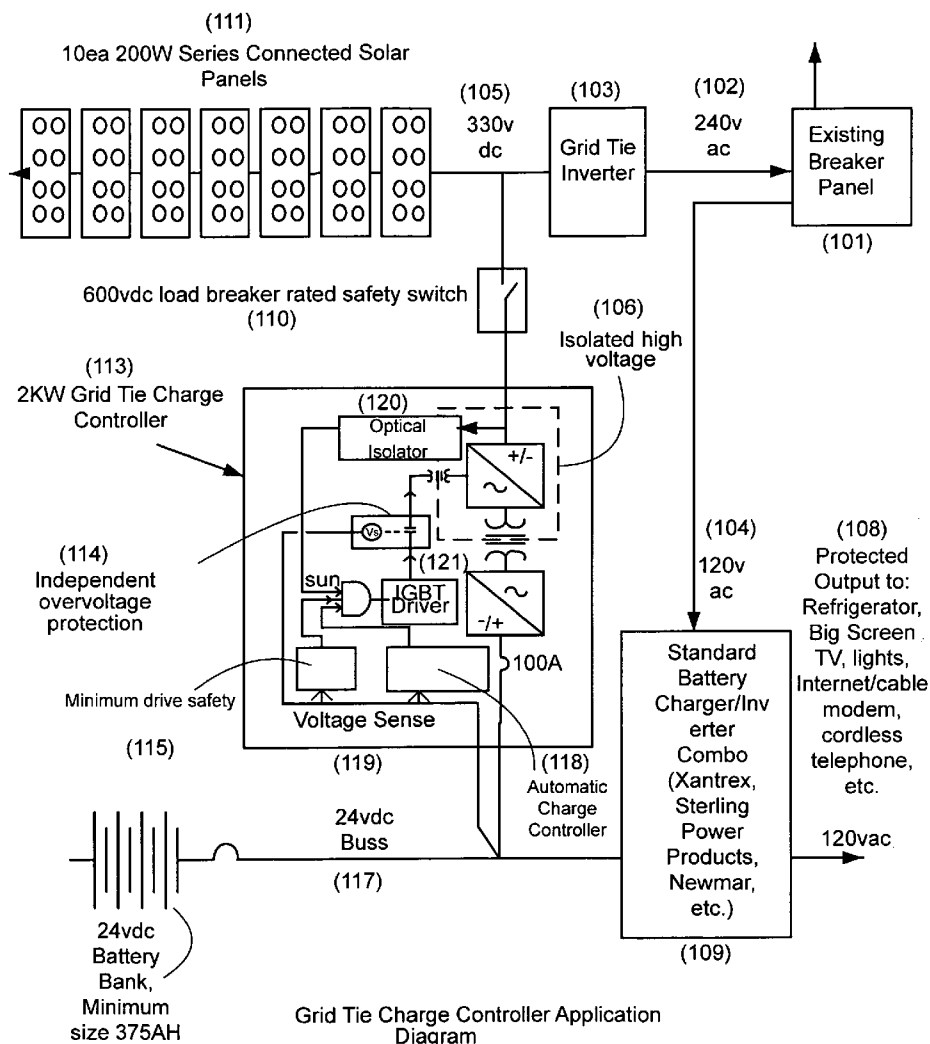 (111)
10ea 200W Series Connected Solar
Panels
(105)
330v
dc
(103)
Grid Tie
Inverter
(102)
240v
ac
Existing
Breaker
Panel
(101)
600vdc load breaker rated safety switch
(110)
(106)
Isolated high
voltage
(113)
2KW Grid Tie Charge
Controller
(120)
Optical
Isolator
+/-
Vs
(114)
Independent
overvoltage
protection
(121)
sun
IGBT
Driver
-/+
100A
Minimum drive safety
Voltage Sense
(115)
(119)
(118)
Automatic
Charge
Controller
(104)
120v
ac
(108)
Protected
Output to:
Refrigerator,
Big Screen
TV, lights,
Internet/cable
modem,
cordless
telephone,
etc.
Standard
Battery
Charger/Inv
erter
Combo
(Xantrex,
Sterling
Power
Products,
Newmar,
etc.)
(109)
120vac
24vdc
Buss
(117)
24vdc
Battery
Bank,
Minimum
size 375AH
Grid Tie Charge Controller Application
Diagram